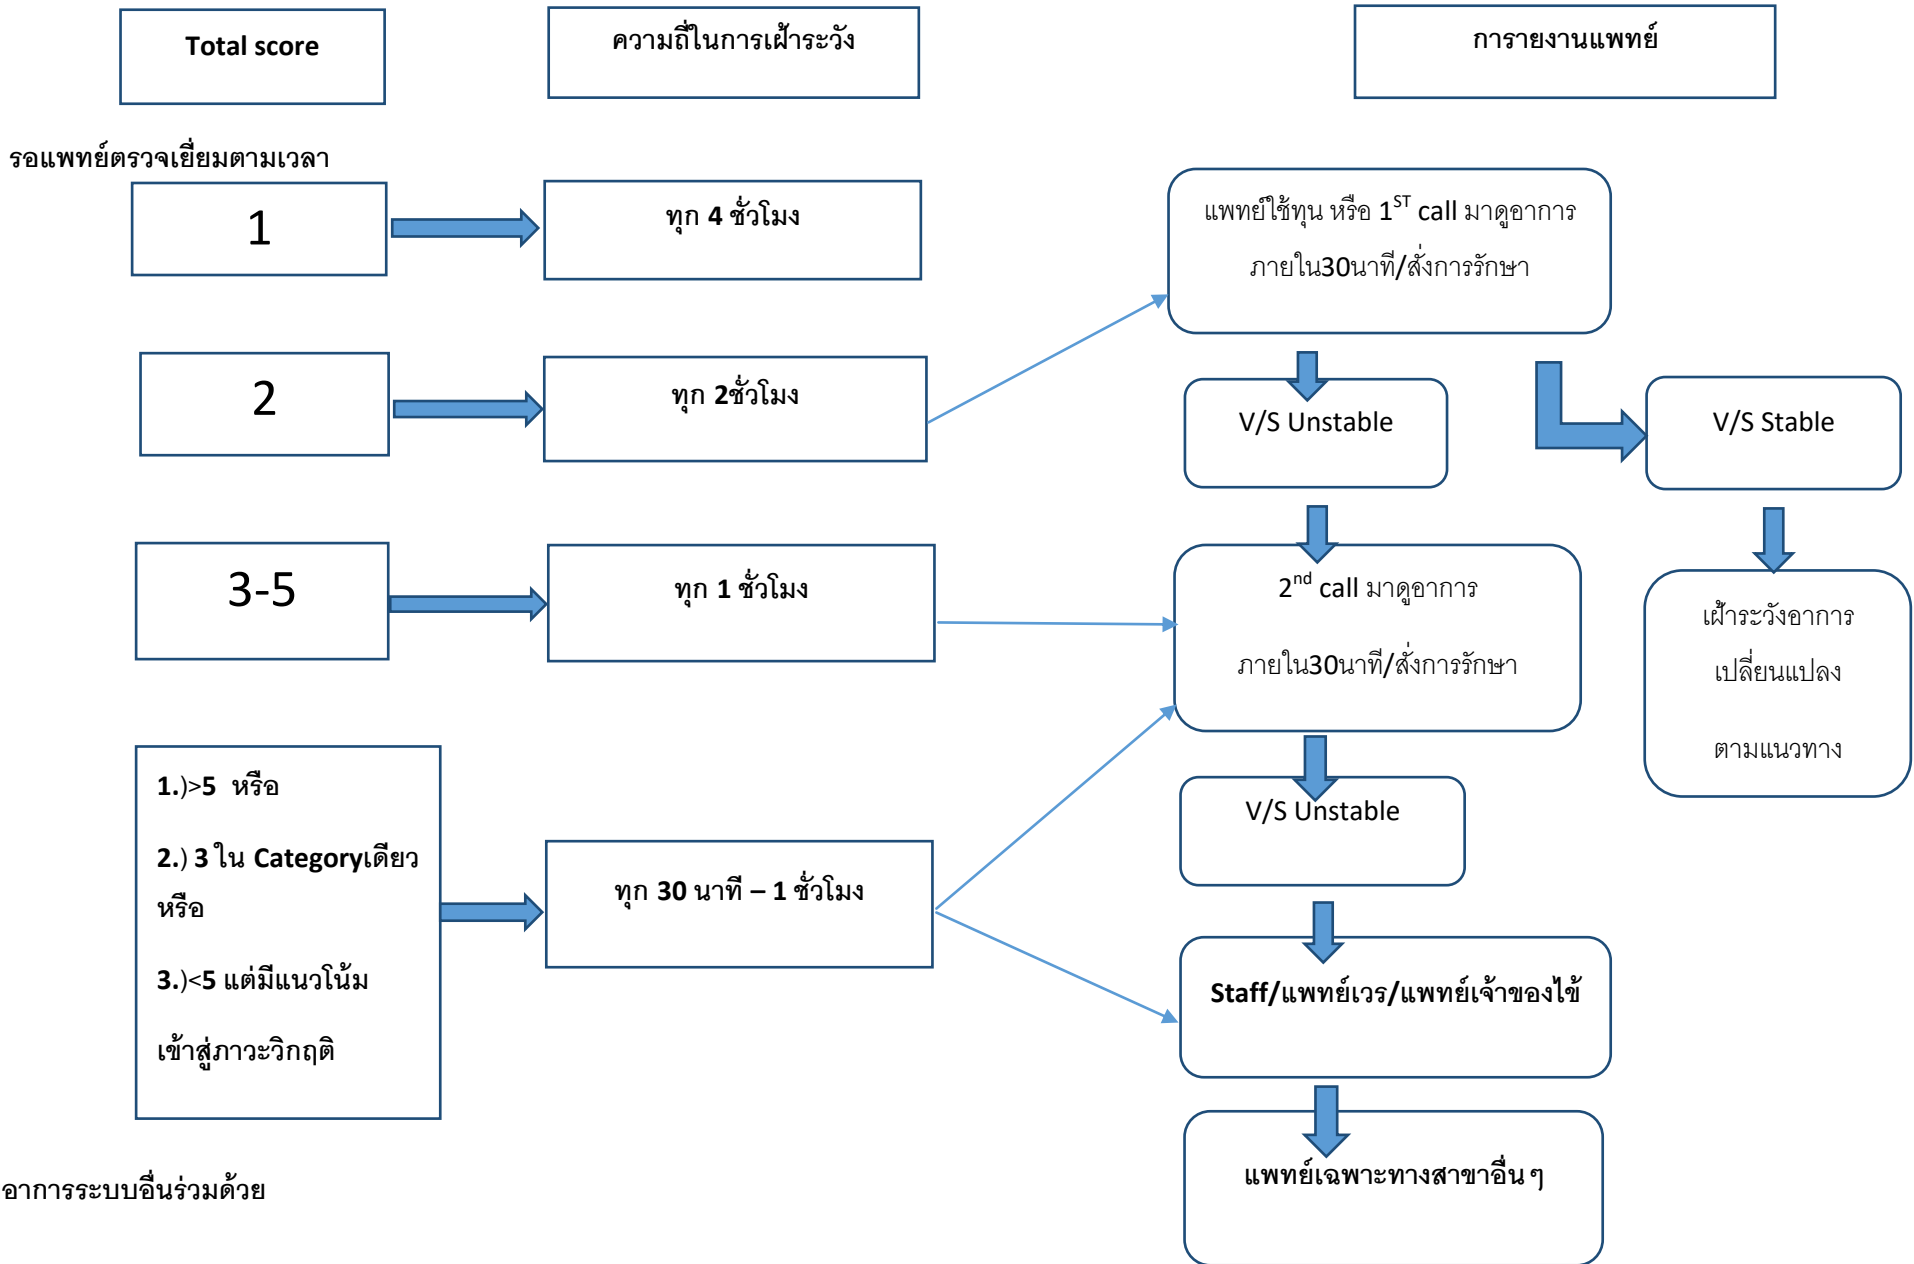 Total score
ความถี่ในการเฝ้าระวัง
การายงานแพทย์
รอแพทย์ตรวจเยี่ยมตามเวลา
1
ทุก 4 ชั่วโมง
แพทย์ใช้ทุน หรือ 1ST call มาดูอาการ
ภายใน30นาที/สั่งการรักษา
2
ทุก 2ชั่วโมง
V/S Unstable
V/S Stable
3-5
ทุก 1 ชั่วโมง
2nd call มาดูอาการ
ภายใน30นาที/สั่งการรักษา
เฝ้าระวังอาการ
เปลี่ยนแปลง
ตามแนวทาง
1.)>5 หรือ
2.) 3 ใน Categoryเดียว
หรือ
3.)<5 แต่มีแนวโน้ม
เข้าสู่ภาวะวิกฤติ
ทุก 30 นาที – 1 ชั่วโมง
V/S Unstable
Staff/แพทย์เวร/แพทย์เจ้าของไข้
แพทย์เฉพาะทางสาขาอื่นๆ
อาการระบบอื่นร่วมด้วย